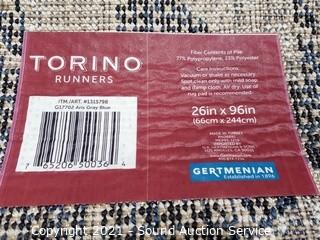 TORINO
RUNNERS
ITM./ART. #1315798
G17702 Aris Gray Blue
7 65206 50036 4
Fiber Contents of Pile
77% Polypropylene, 23% Polyester
Care Instructions
Vacuum or shake as necessary
Spot clean only with mild soap
and damp cloth. Air dry. Use of
rug pad is recommended.
26in x 96in
(66cm x 244cm)
MADE IN TURKEY
GERTMENIAN
Established in 1896
Copyright 2021 - Sound Auction Service